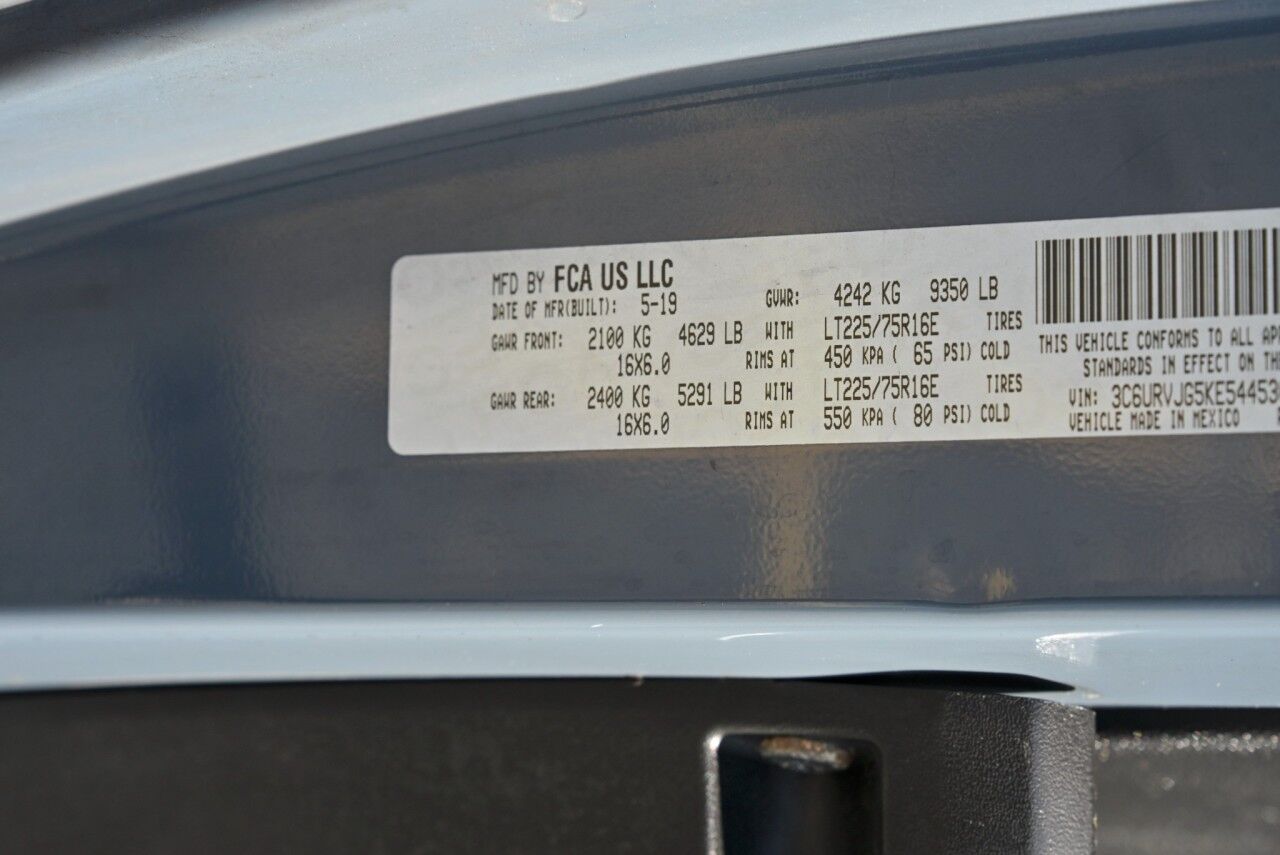 MFD BY FCA US LLC
DATE OF MFR(BUILT): 5-19 GVWR: 4242 KG 9350 LB
GAWR FRONT: 2100 KG 4629 LB WITH LT225/75R16E TIRES
16X6.0 RIMS AT 450 KPA ( 65 PSI) COLD
GAWR REAR: 2400 KG 5291 LB WITH LT225/75R16E TIRES
16X6.0 RIMS AT 550 KPA ( 80 PSI) COLD
THIS VEHICLE CONFORMS TO ALL
STANDARDS IN EFFECT ON
VIN: 3C6URVJG5KE54453
VEHICLE MADE IN MEXICO